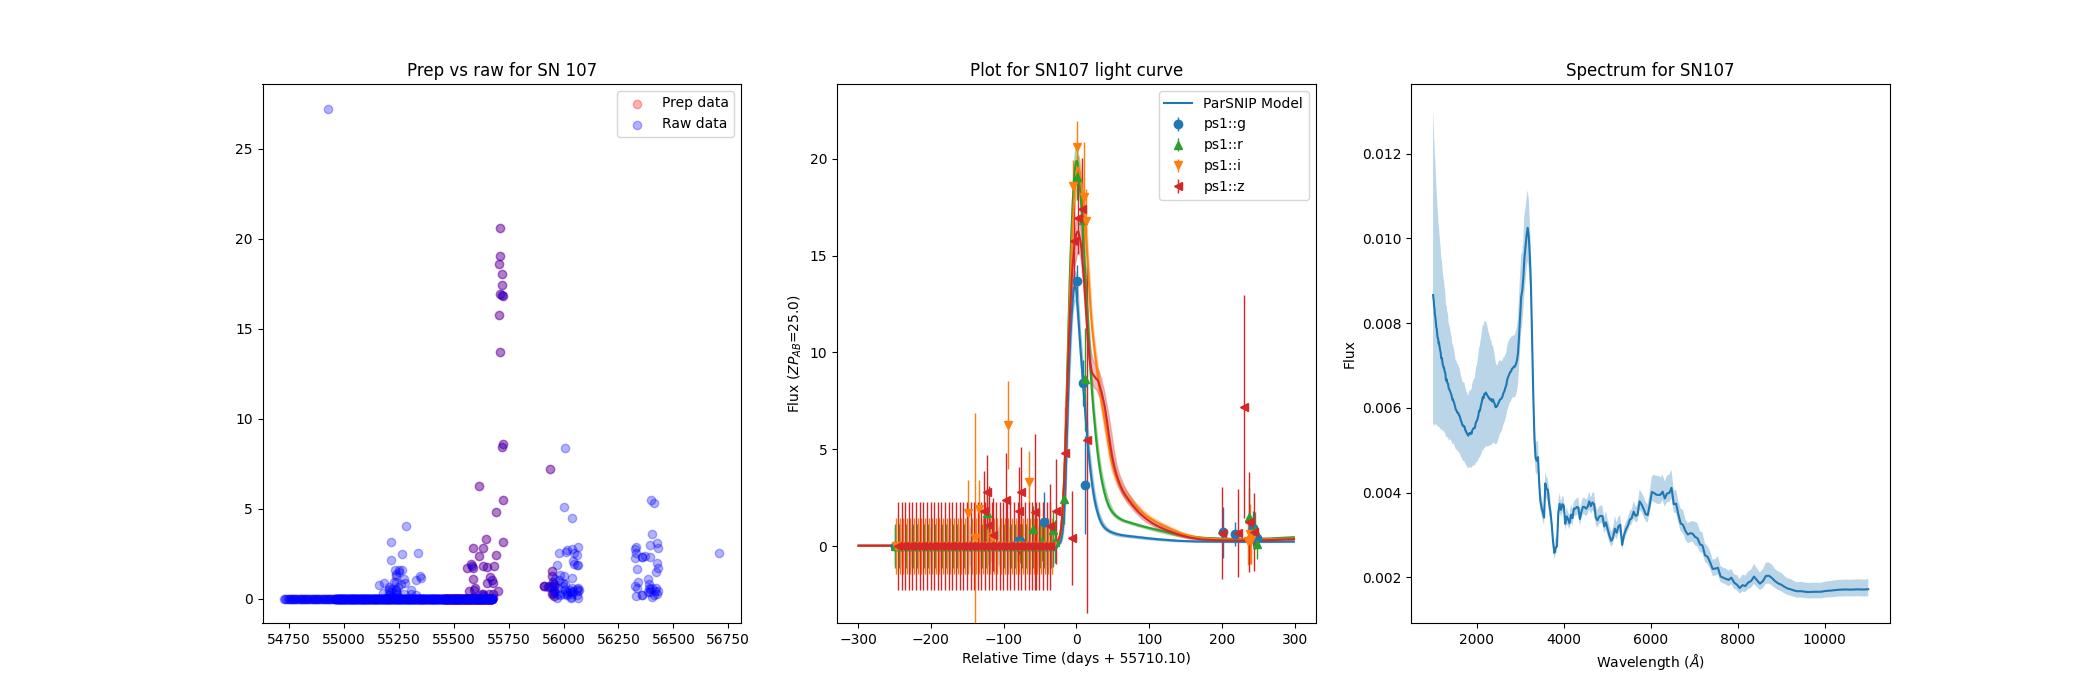 Prep vs raw for SN 107
Prep data
Raw data
25
20
15
10
5
0
54750 55000 55250 55500 55750 56000 56250 56500 56750
Plot for SN107 light curve
ParSNIP Model
ps1::g
ps1::r
ps1::i
ps1::z
Flux (ZP_AB=25.0)
20
15
10
5
0
−300 −200 −100 0 100 200 300
Relative Time (days + 55710.10)
Spectrum for SN107
Flux
0.012
0.010
0.008
0.006
0.004
0.002
2000 4000 6000 8000 10000
Wavelength (Å)